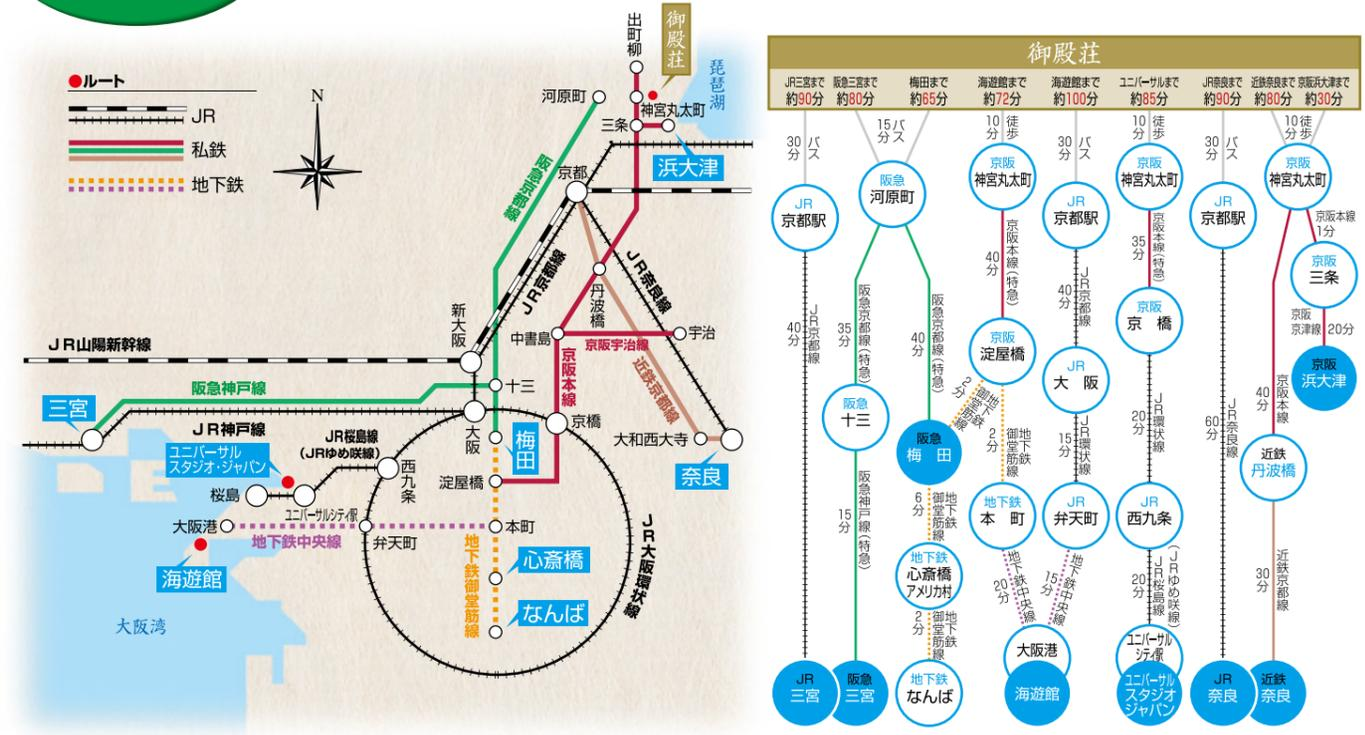 ●ルート
JR
私鉄
地下鉄
N
出町柳
御殿荘
琵琶湖
河原町
神宮丸太町
三条
浜大津
京都
阪急京都線
JR京都線
JR奈良線
丹波橋
新大阪
中書島
宇治
京阪宇治線
京阪本線
近鉄京都線
JR山陽新幹線
阪急神戸線
十三
三宮
JR神戸線
大阪
梅田
京橋
大和西大寺
奈良
JR桜島線
(JRゆめ咲線)
ユニバーサル
スタジオ・ジャパン
西九条
淀屋橋
桜島
ユニバーサルシティ駅
大阪港
地下鉄中央線
弁天町
本町
海遊館
地下鉄御堂筋線
心斎橋
なんば
JR大阪環状線
大阪湾
御殿荘
JR三宮まで
約90分
阪急三宮まで
約80分
梅田まで
約65分
海遊館まで
約72分
海遊館まで
約100分
ユニバーサルまで
約85分
JR奈良まで
約90分
近鉄奈良まで
約80分
京阪浜大津まで
約30分
バス
30分
JR
京都駅
JR京都線
40分
JR
三宮
バス
15分
阪急
河原町
阪急京都線(特急)
35分
阪急
十三
阪急神戸線(特急)
15分
阪急
三宮
阪急京都線(特急)
40分
阪急
梅田
地下鉄
御堂筋線
6分
地下鉄
心斎橋
アメリカ村
地下鉄
御堂筋線
2分
地下鉄
なんば
徒歩
10分
京阪
神宮丸太町
京阪本線(特急)
40分
京阪
淀屋橋
地下鉄
御堂筋線
2分
地下鉄
御堂筋線
2分
地下鉄
本町
地下鉄中央線
20分
バス
30分
JR
京都駅
JR京都線
40分
JR
大阪
JR環状線
15分
JR
弁天町
地下鉄中央線
15分
大阪港
海遊館
徒歩
10分
京阪
神宮丸太町
京阪本線(特急)
35分
京阪
京橋
JR環状線
20分
JR
西九条
(JRゆめ咲線)
JR桜島線
20分
ユニバーサル
シティ駅
ユニバーサル
スタジオ
ジャパン
バス
30分
JR
京都駅
JR奈良線
60分
JR
奈良
徒歩
10分
京阪
神宮丸太町
京阪本線
1分
京阪
三条
京阪
京津線
20分
京阪
浜大津
京阪本線
40分
近鉄
丹波橋
近鉄京都線
30分
近鉄
奈良